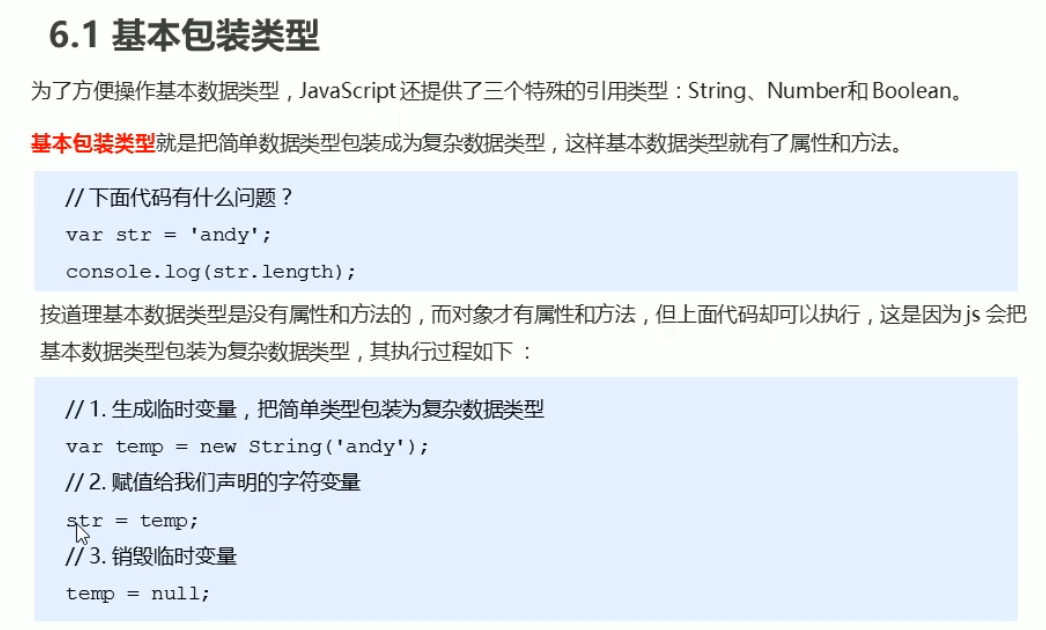 6.1 基本包装类型
为了方便操作基本数据类型，JavaScript 还提供了三个特殊的引用类型：String、Number和 Boolean。
基本包装类型就是把简单数据类型包装成为复杂数据类型，这样基本数据类型就有了属性和方法。
// 下面代码有什么问题？
var str = 'andy';
console.log(str.length);
按道理基本数据类型是没有属性和方法的，而对象才有属性和方法，但上面代码却可以执行，这是因为 js 会把
基本数据类型包装为复杂数据类型，其执行过程如下 ：
// 1. 生成临时变量，把简单类型包装为复杂数据类型
var temp = new String('andy');
// 2. 赋值给我们声明的字符变量
str = temp;
// 3. 销毁临时变量
temp = null;